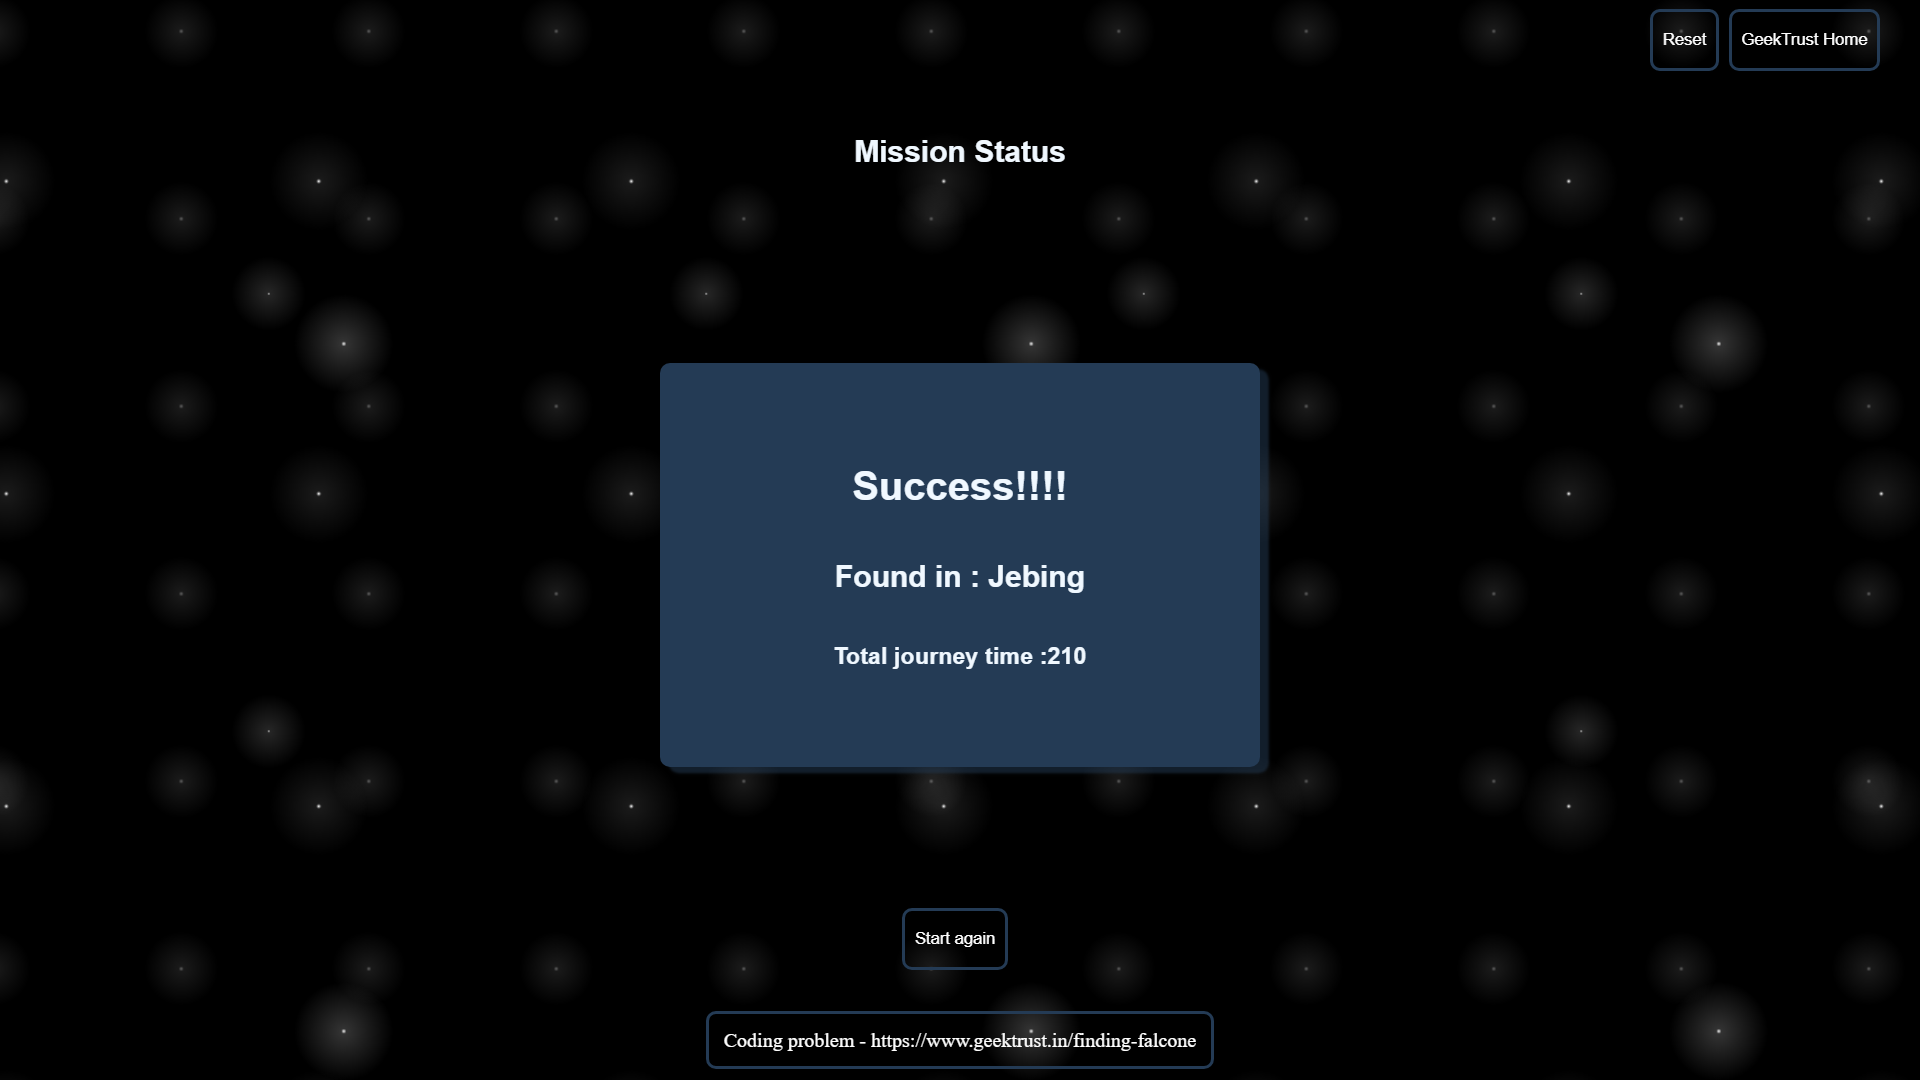 Reset
GeekTrust Home
Mission Status
Success!!!!
Found in : Jebing
Total journey time :210
Start again
Coding problem - https://www.geektrust.in/finding-falcone